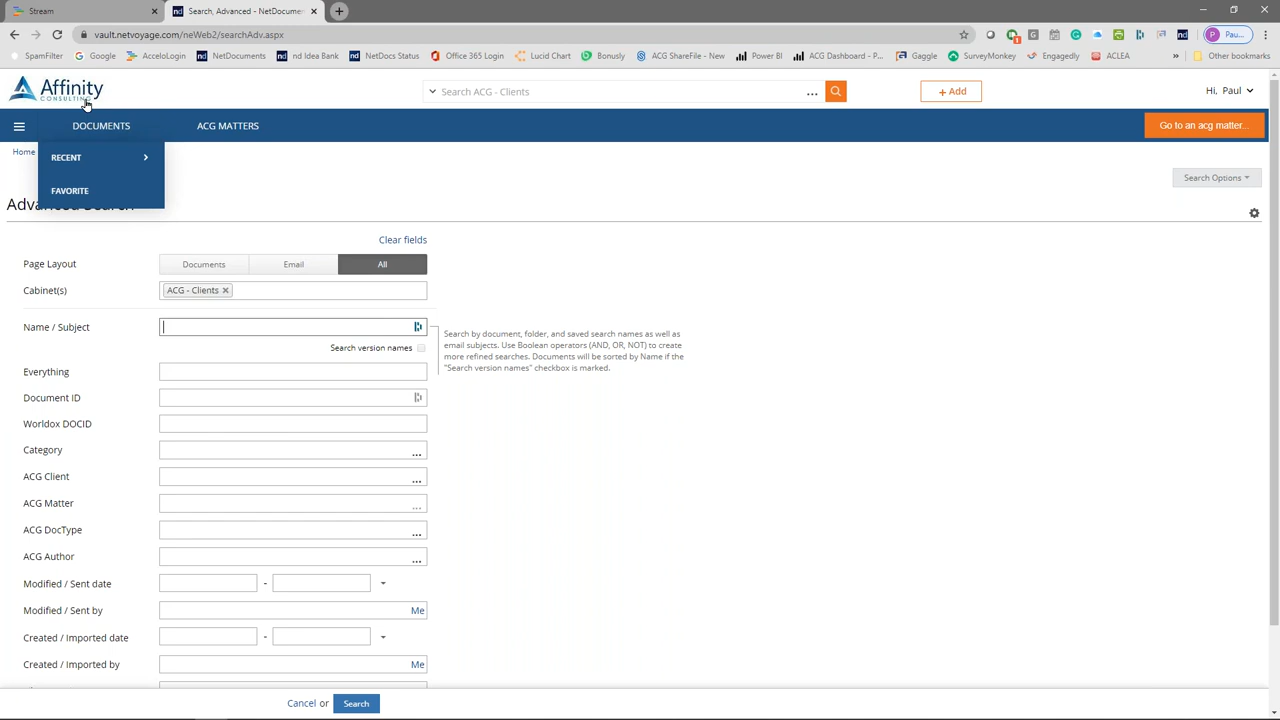 Stream
Search, Advanced - NetDocume
vault.netvoyage.com/neWeb2/searchAdv.aspx
Pau...
SpamFilter Google AcceloLogin NetDocuments nd Idea Bank NetDocs Status Office 365 Login Lucid Chart Bonusly ACG ShareFile - New... Power BI ACG Dashboard - P... Gaggle SurveyMonkey Engagedly ACLEA » Other bookmarks
Affinity
CONSULTING
Search ACG - Clients
...
+ Add
Hi, Paul
DOCUMENTS
ACG MATTERS
Go to an acg matter...
Home
RECENT
FAVORITE
Search Options
Advanced Search
Clear fields
Page Layout Documents Email All
Cabinet(s) ACG - Clients ×
Name / Subject
Search version names
Search by document, folder, and saved search names as well as
email subjects. Use Boolean operators (AND, OR, NOT) to create
more refined searches. Documents will be sorted by Name if the
"Search version names" checkbox is marked.
Everything
Document ID
Worldox DOCID
Category ...
ACG Client ...
ACG Matter ...
ACG DocType ...
ACG Author ...
Modified / Sent date -
Modified / Sent by Me
Created / Imported date -
Created / Imported by Me
Cancel or Search